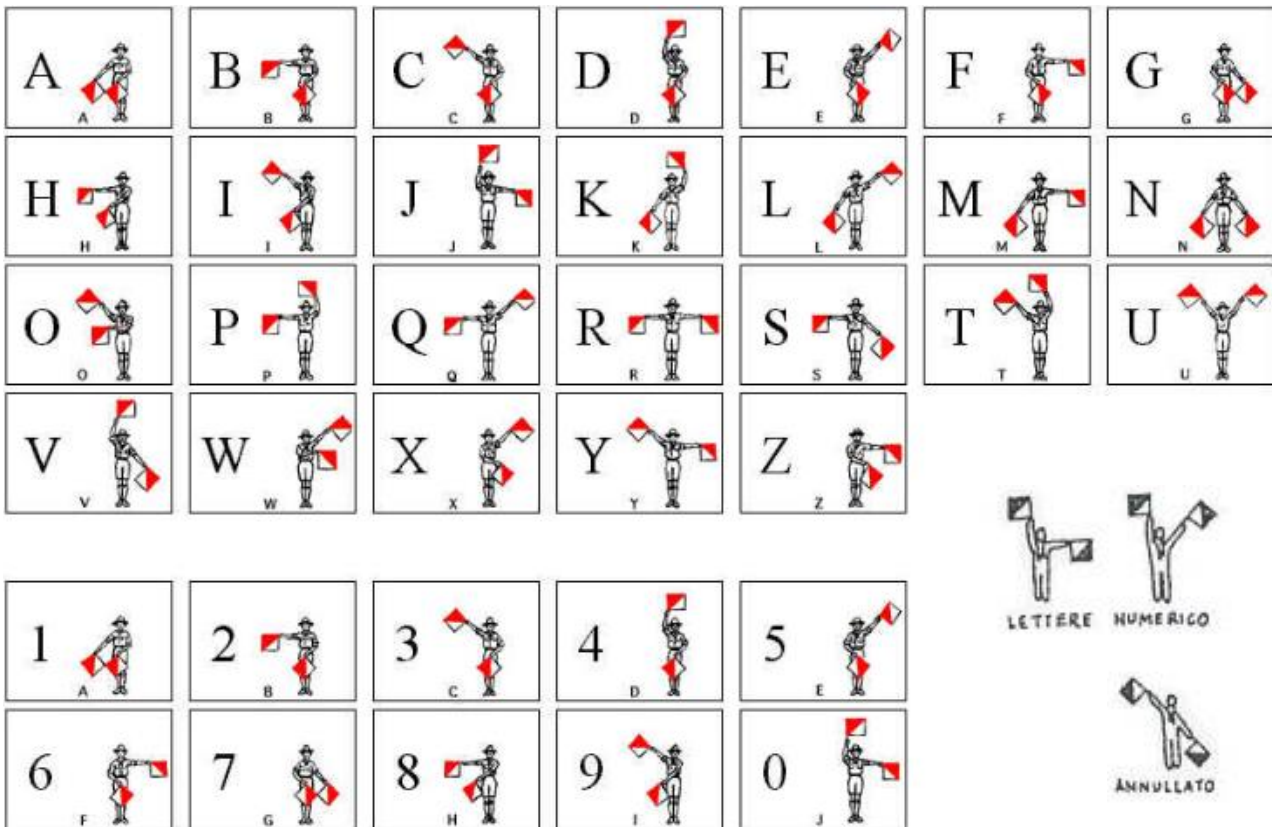 A B C D E F G
A B C D E F G
H I J K L M N
H I J K L M N
O P Q R S T U
O P Q R S T U
V W X Y Z
V W X Y Z
LETTERE NUMERICO
1 2 3 4 5
A B C D E
ANNULLATO
6 7 8 9 0
F G H I J